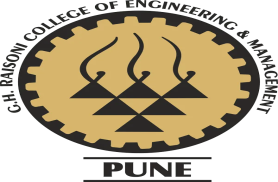 G.H. RAISONI COLLEGE OF ENGINEERING & MANAGEMENT
PUNE